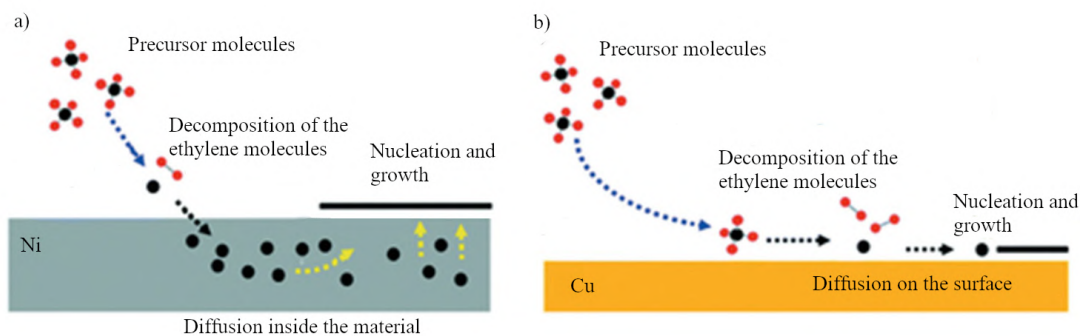 a)
Precursor molecules
Decomposition of the
ethylene molecules
Nucleation and
growth
Ni
Diffusion inside the material
b)
Precursor molecules
Decomposition of the
ethylene molecules
Nucleation and
growth
Cu
Diffusion on the surface